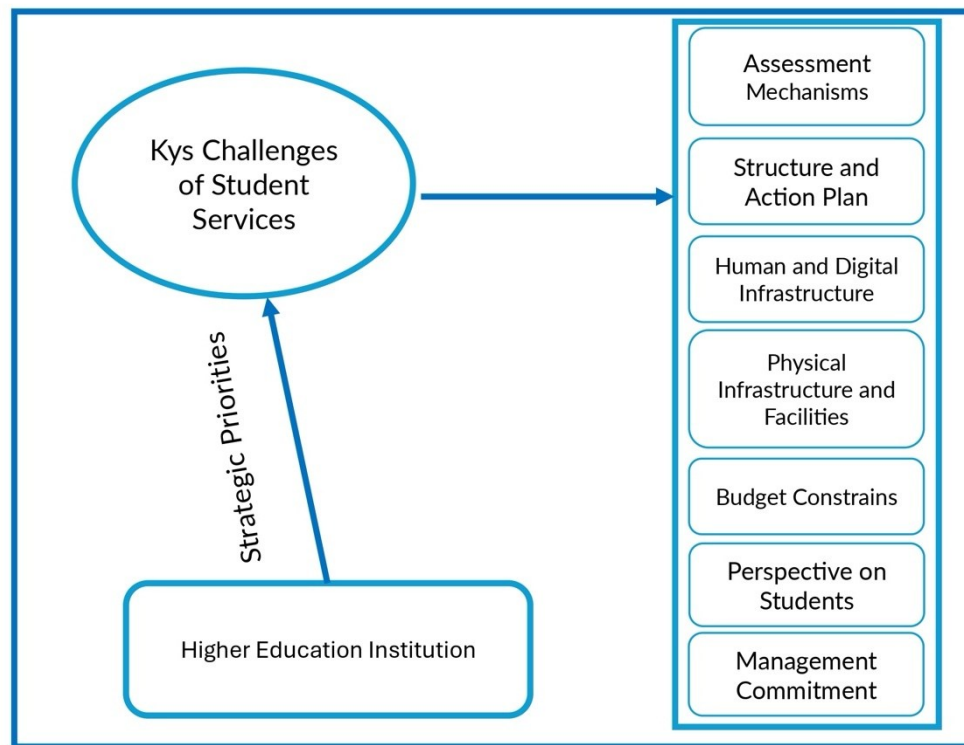 Kys Challenges
of Student
Services
Strategic Priorities
Higher Education Institution
Assessment
Mechanisms
Structure and
Action Plan
Human and Digital
Infrastructure
Physical
Infrastructure and
Facilities
Budget Constrains
Perspective on
Students
Management
Commitment